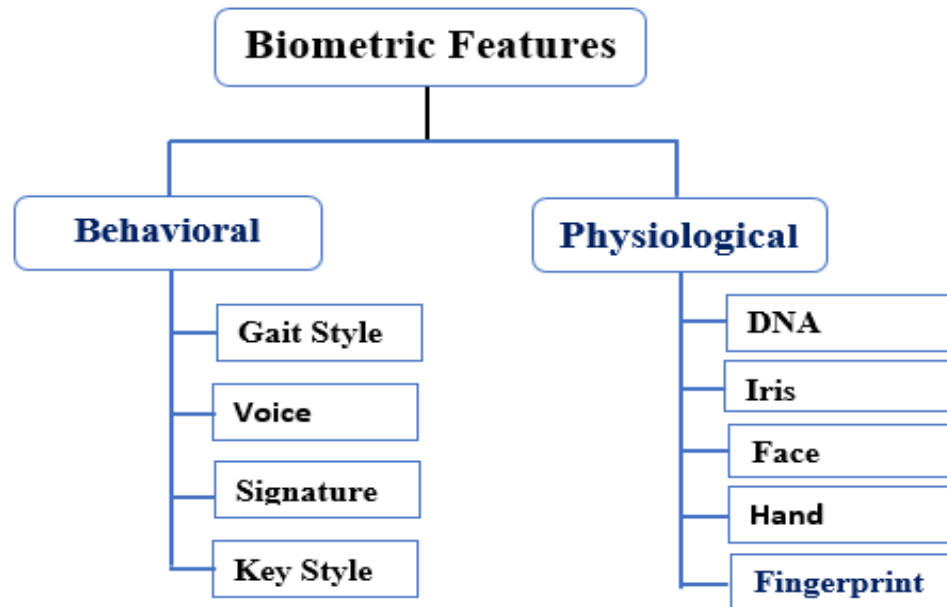 Biometric Features
Behavioral
Physiological
Gait Style
Voice
Signature
Key Style
DNA
Iris
Face
Hand
Fingerprint